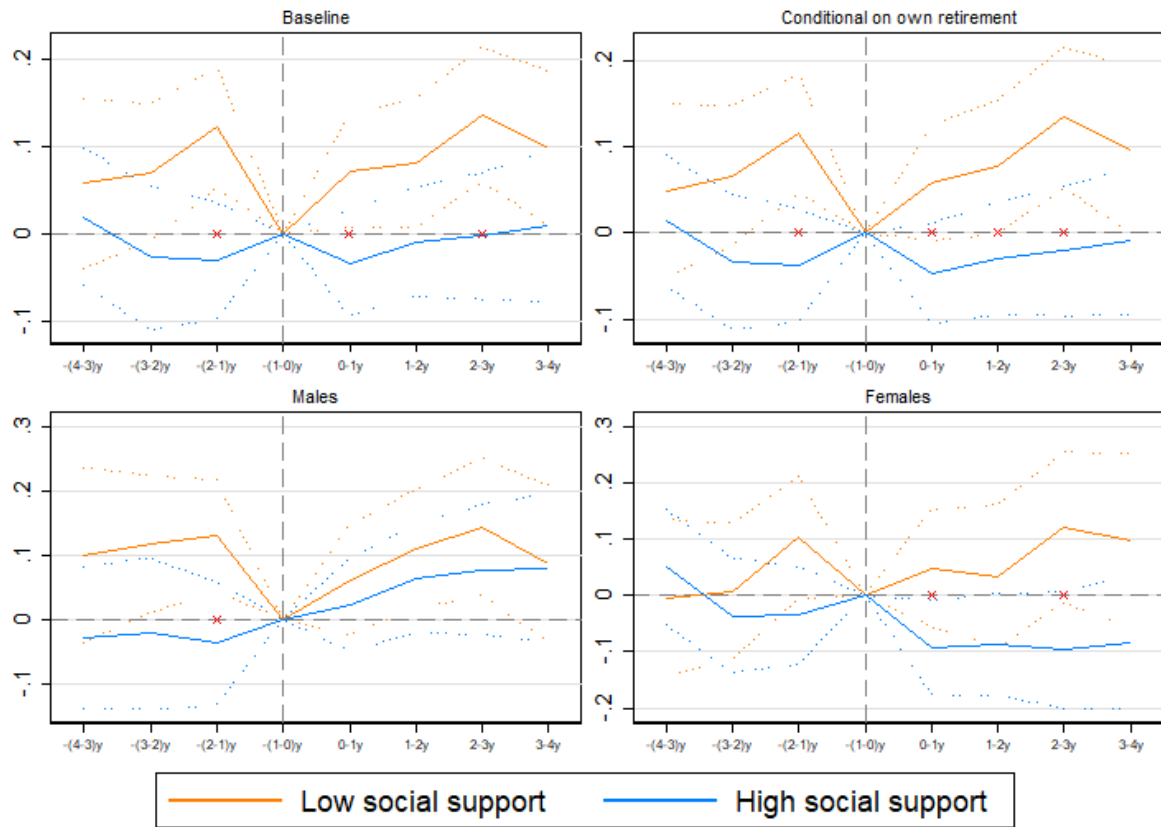 Baseline
.2
.1
0
-.1
-(4-3)y -(3-2)y -(2-1)y -(1-0)y 0-1y 1-2y 2-3y 3-4y
Conditional on own retirement
.2
.1
0
-.1
-(4-3)y -(3-2)y -(2-1)y -(1-0)y 0-1y 1-2y 2-3y 3-4y
Males
.3
.2
.1
0
-.1
-(4-3)y -(3-2)y -(2-1)y -(1-0)y 0-1y 1-2y 2-3y 3-4y
Females
.3
.2
.1
0
-.1
-.2
-(4-3)y -(3-2)y -(2-1)y -(1-0)y 0-1y 1-2y 2-3y 3-4y
Low social support High social support